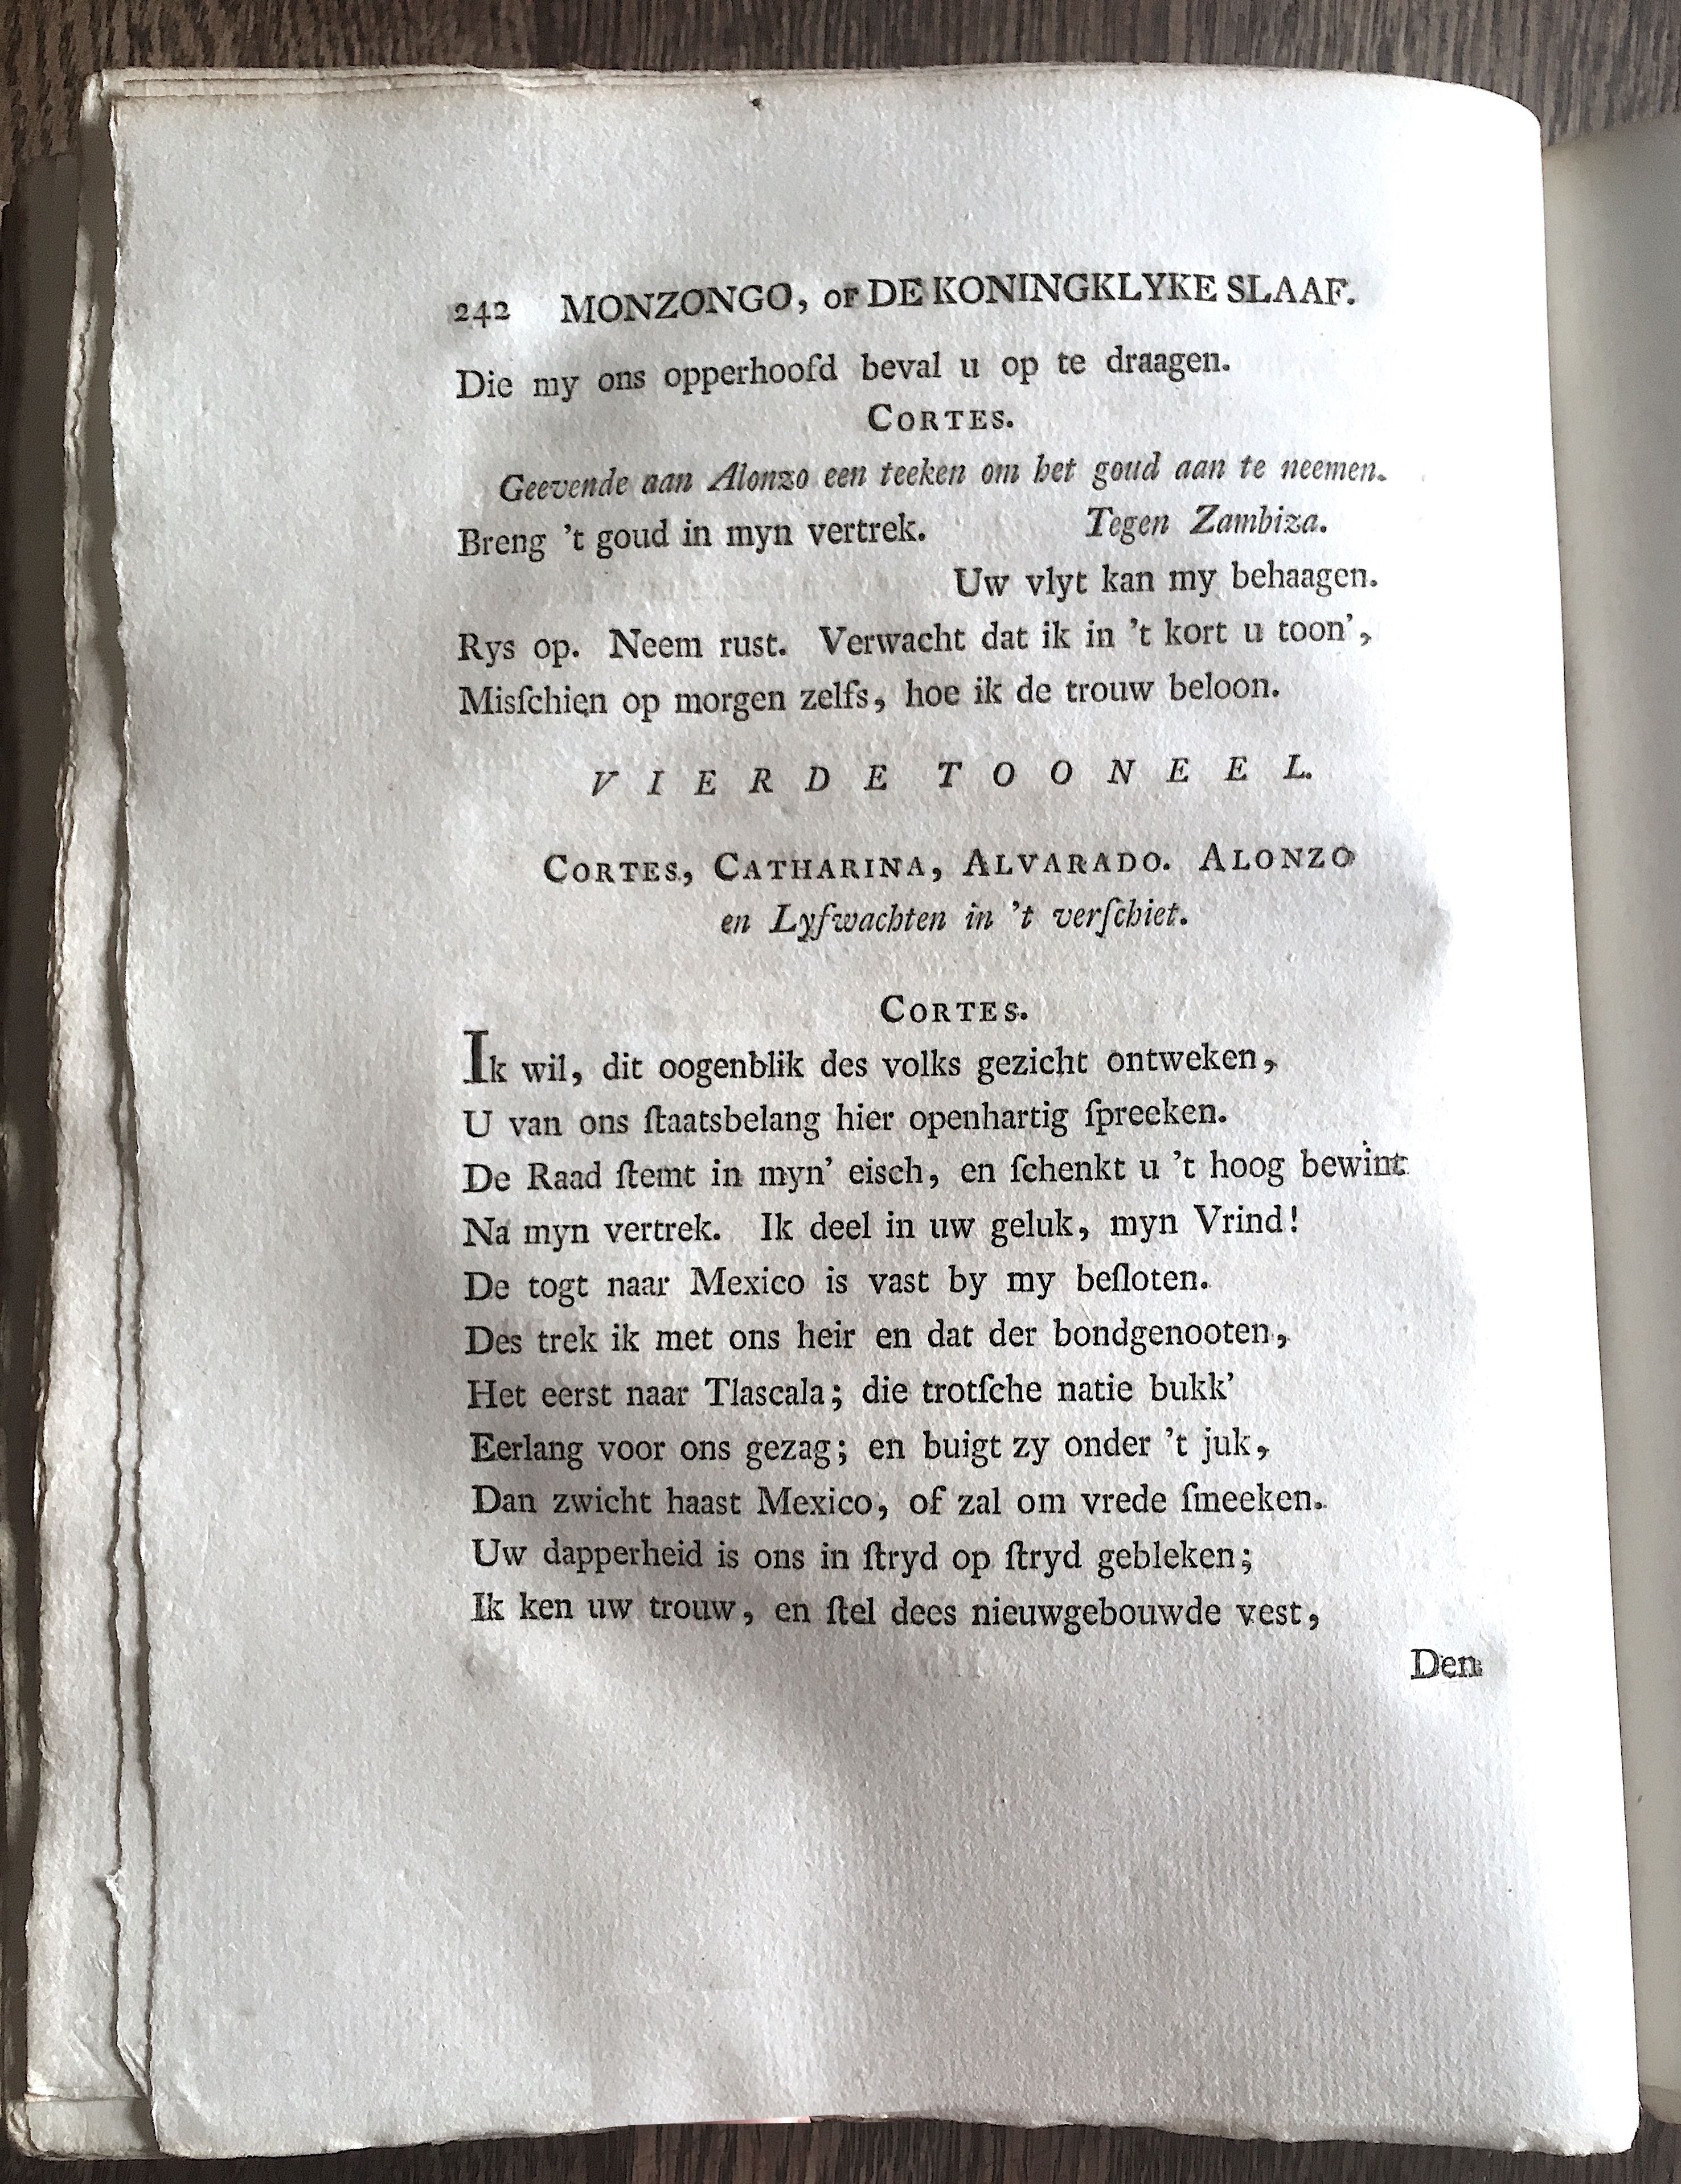 242 MONZONGO, OF DE KONINGKLYKE SLAAF.
Die my ons opperhoofd beval u op te draagen.
CORTES.
Geevende aan Alonzo een teeken om het goud aan te neemen.
Breng 't goud in myn vertrek. Tegen Zambiza.
Uw vlyt kan my behaagen.
Rys op. Neem rust. Verwacht dat ik in 't kort u toon',
Misſchien op morgen zelfs, hoe ik de trouw beloon.
VIERDE TOONEEL.
CORTES, CATHARINA, ALVARADO. ALONZO
en Lyfwachten in 't verſchiet.
CORTES.
Ik wil, dit oogenblik des volks gezicht ontweken,
U van ons ſtaatsbelang hier openhartig ſpreeken.
De Raad ſtemt in myn' eisch, en ſchenkt u 't hoog bewint
Na myn vertrek. Ik deel in uw geluk, myn Vrind!
De togt naar Mexico is vast by my beſloten.
Des trek ik met ons heir en dat der bondgenooten,
Het eerst naar Tlascala; die trotſche natie bukk'
Eerlang voor ons gezag; en buigt zy onder 't juk,
Dan zwicht haast Mexico, of zal om vrede ſmeeken.
Uw dapperheid is ons in ſtryd op ſtryd gebleken;
Ik ken uw trouw, en ſtel dees nieuwgebouwde vest,
Den